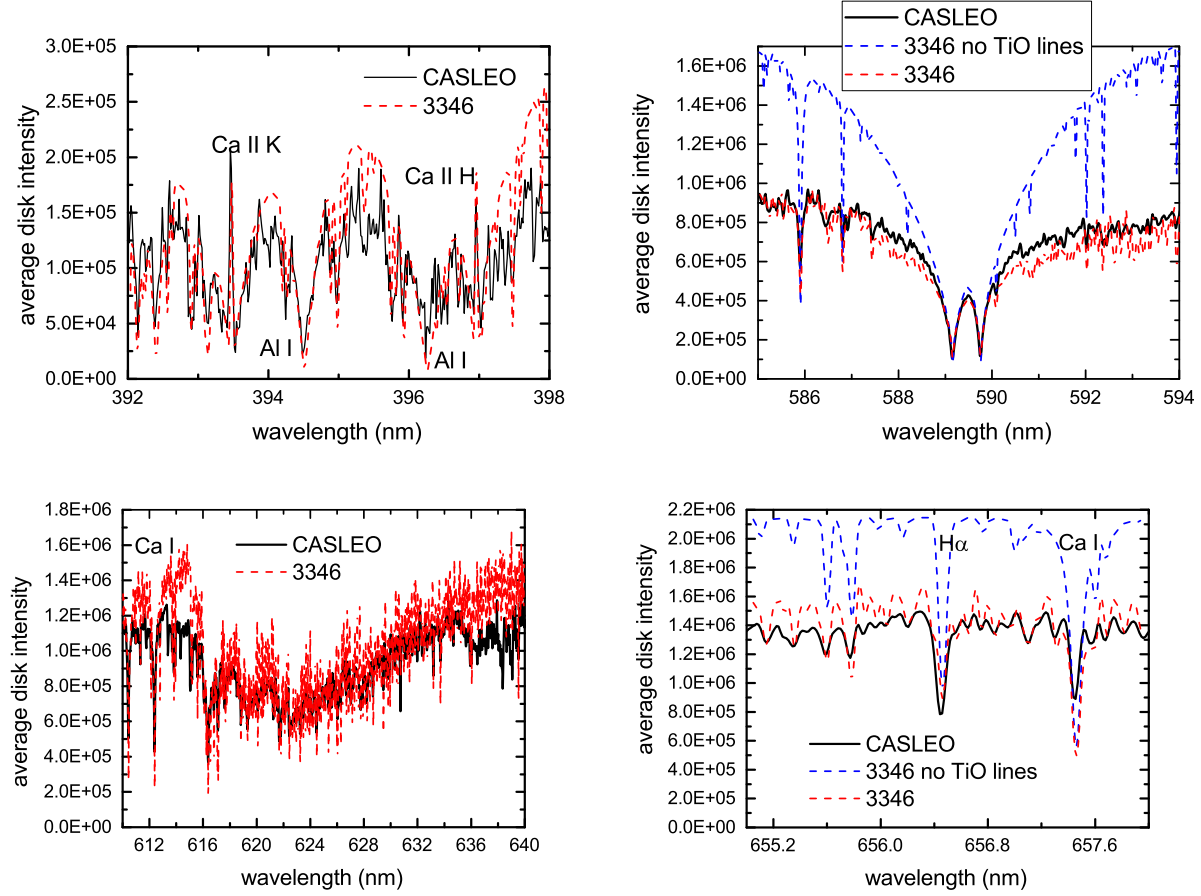 CASLEO
3346
3.0E+05
2.5E+05
2.0E+05
1.5E+05
1.0E+05
5.0E+04
0.0E+00
average disk intensity
Ca II K
Ca II H
Al I
Al I
392 394 396 398
wavelength (nm)
CASLEO
3346 no TiO lines
3346
1.6E+06
1.4E+06
1.2E+06
1.0E+06
8.0E+05
6.0E+05
4.0E+05
2.0E+05
0.0E+00
average disk intensity
586 588 590 592 594
wavelength (nm)
1.8E+06
1.6E+06
1.4E+06
1.2E+06
1.0E+06
8.0E+05
6.0E+05
4.0E+05
2.0E+05
0.0E+00
average disk intensity
Ca I
CASLEO
3346
612 616 620 624 628 632 636 640
wavelength (nm)
2.2E+06
2.0E+06
1.8E+06
1.6E+06
1.4E+06
1.2E+06
1.0E+06
8.0E+05
6.0E+05
4.0E+05
2.0E+05
0.0E+00
average disk intensity
Hα
Ca I
CASLEO
3346 no TiO lines
3346
655.2 656.0 656.8 657.6
wavelength (nm)